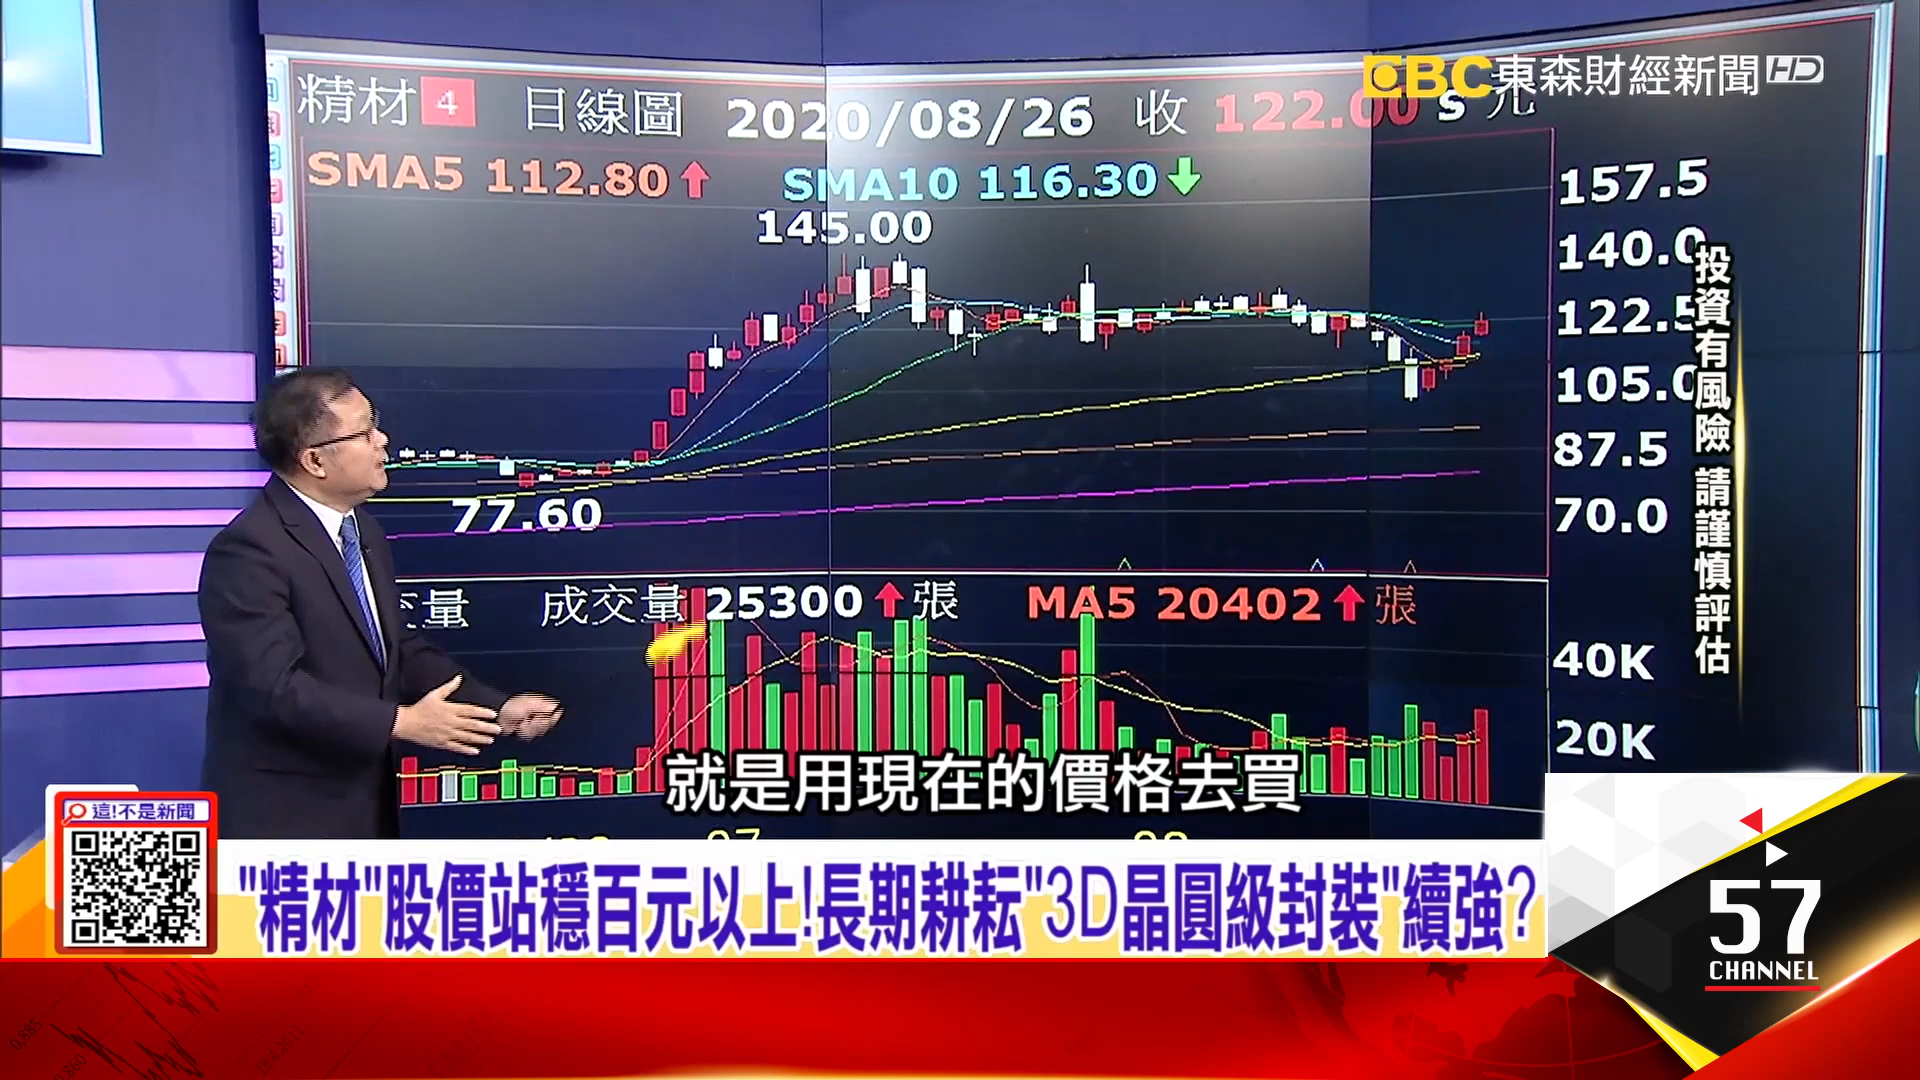 EBC 東森財經新聞 HD
精材 4 日線圖 2020/08/26 收 122.00 s 元
SMA5 112.80↑ SMA10 116.30↓
145.00
77.60
157.5
140.0
122.5
105.0
87.5
70.0
投資有風險 請謹慎評估
交量 成交量 25300↑張 MA5 20402↑張
40K
20K
就是用現在的價格去買
這!不是新聞
"精材"股價站穩百元以上!長期耕耘"3D晶圓級封裝"續強?
57
CHANNEL